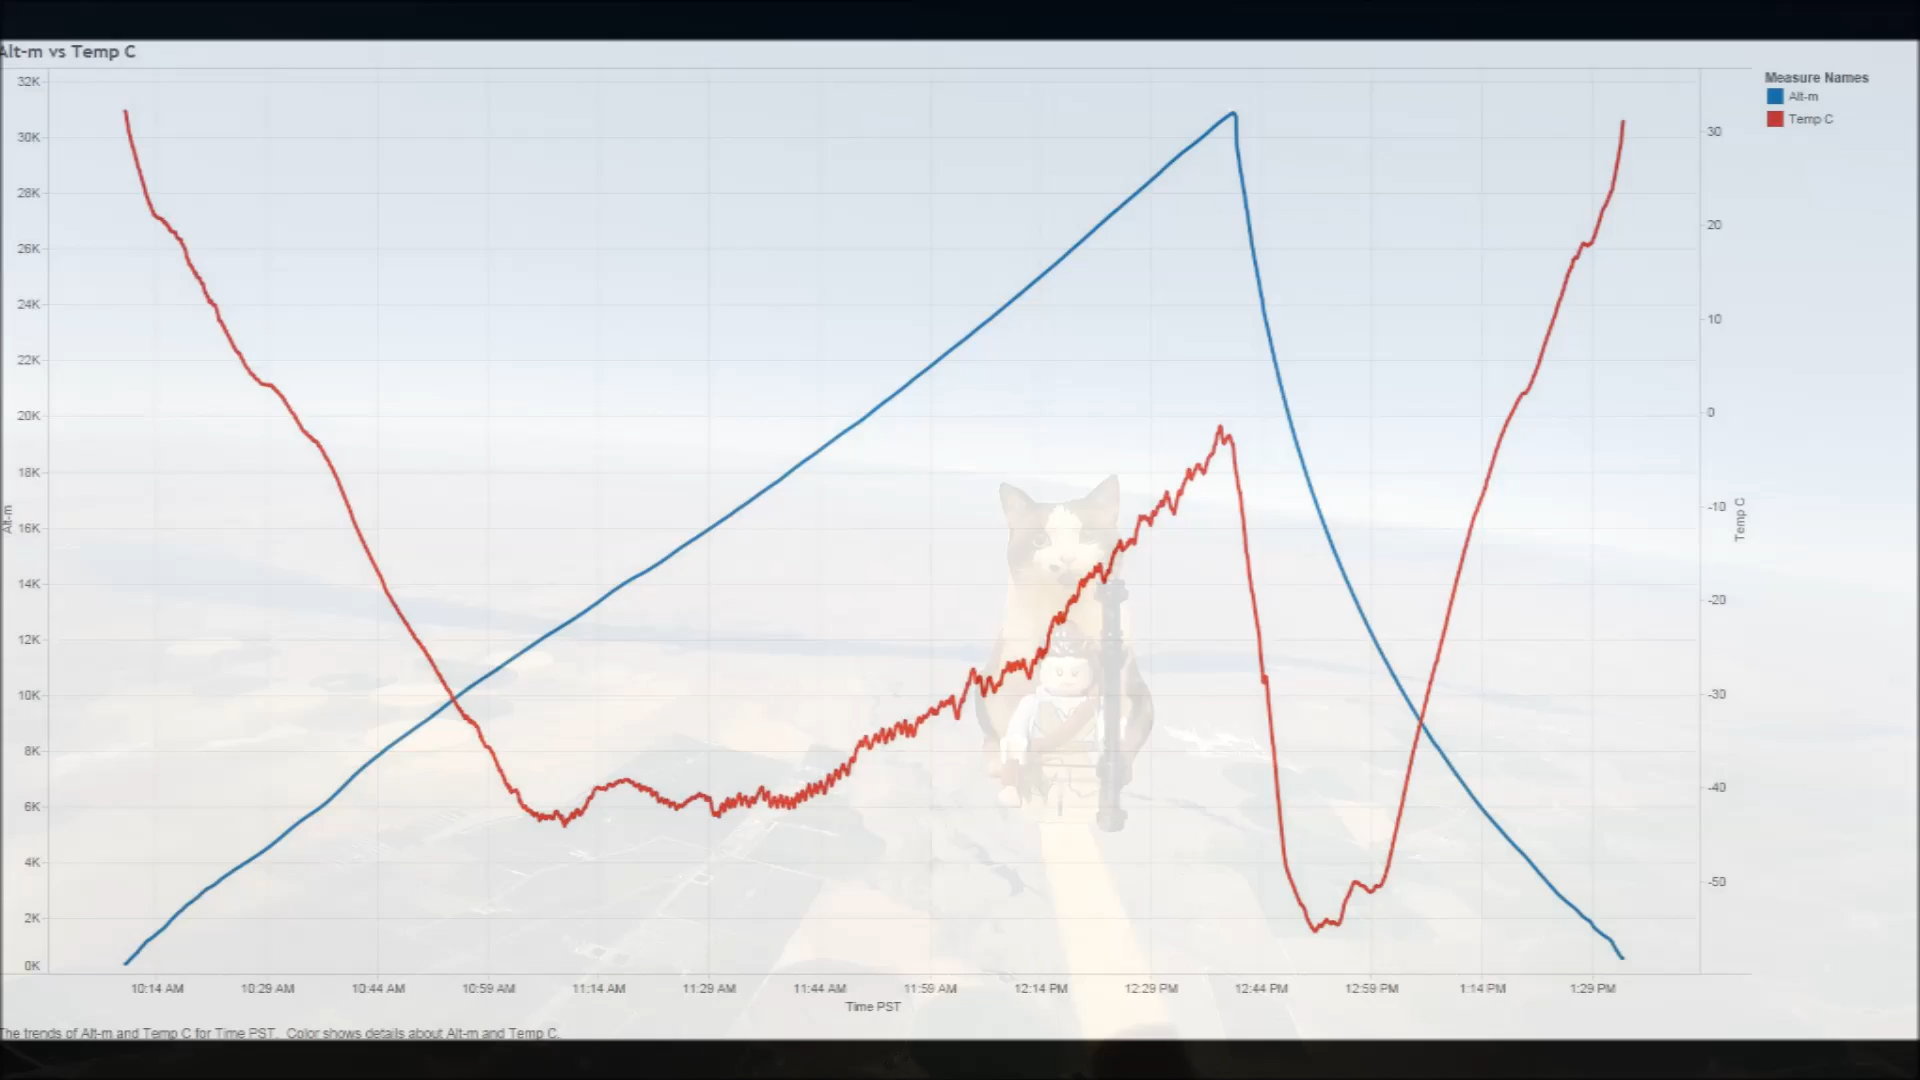 Alt-m vs Temp C
Measure Names
Alt-m
Temp C
32K
30K
28K
26K
24K
22K
20K
18K
16K
14K
12K
10K
8K
6K
4K
2K
0K
Alt-m
30
20
10
0
-10
-20
-30
-40
-50
Temp C
10:14 AM 10:29 AM 10:44 AM 10:59 AM 11:14 AM 11:29 AM 11:44 AM 11:59 AM 12:14 PM 12:29 PM 12:44 PM 12:59 PM 1:14 PM 1:29 PM
Time PST
The trends of Alt-m and Temp C for Time PST. Color shows details about Alt-m and Temp C.